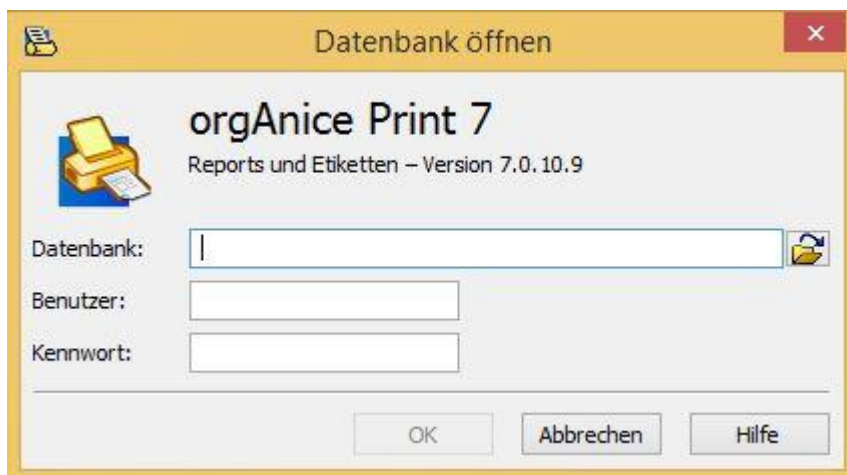 Datenbank öffnen
orgAnice Print 7
Reports und Etiketten – Version 7.0.10.9
Datenbank:
Benutzer:
Kennwort:
OK Abbrechen Hilfe